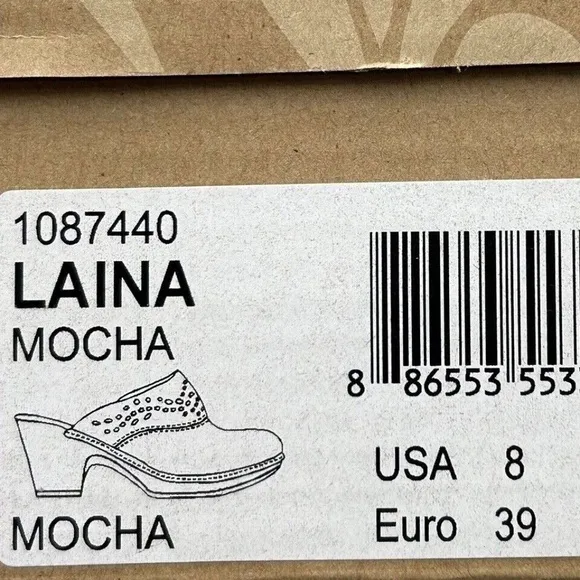 1087440
LAINA
MOCHA
8 86553 553
USA 8
Euro 39
MOCHA